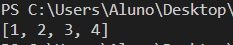 PS C:\Users\Aluno\Desktop\
[1, 2, 3, 4]